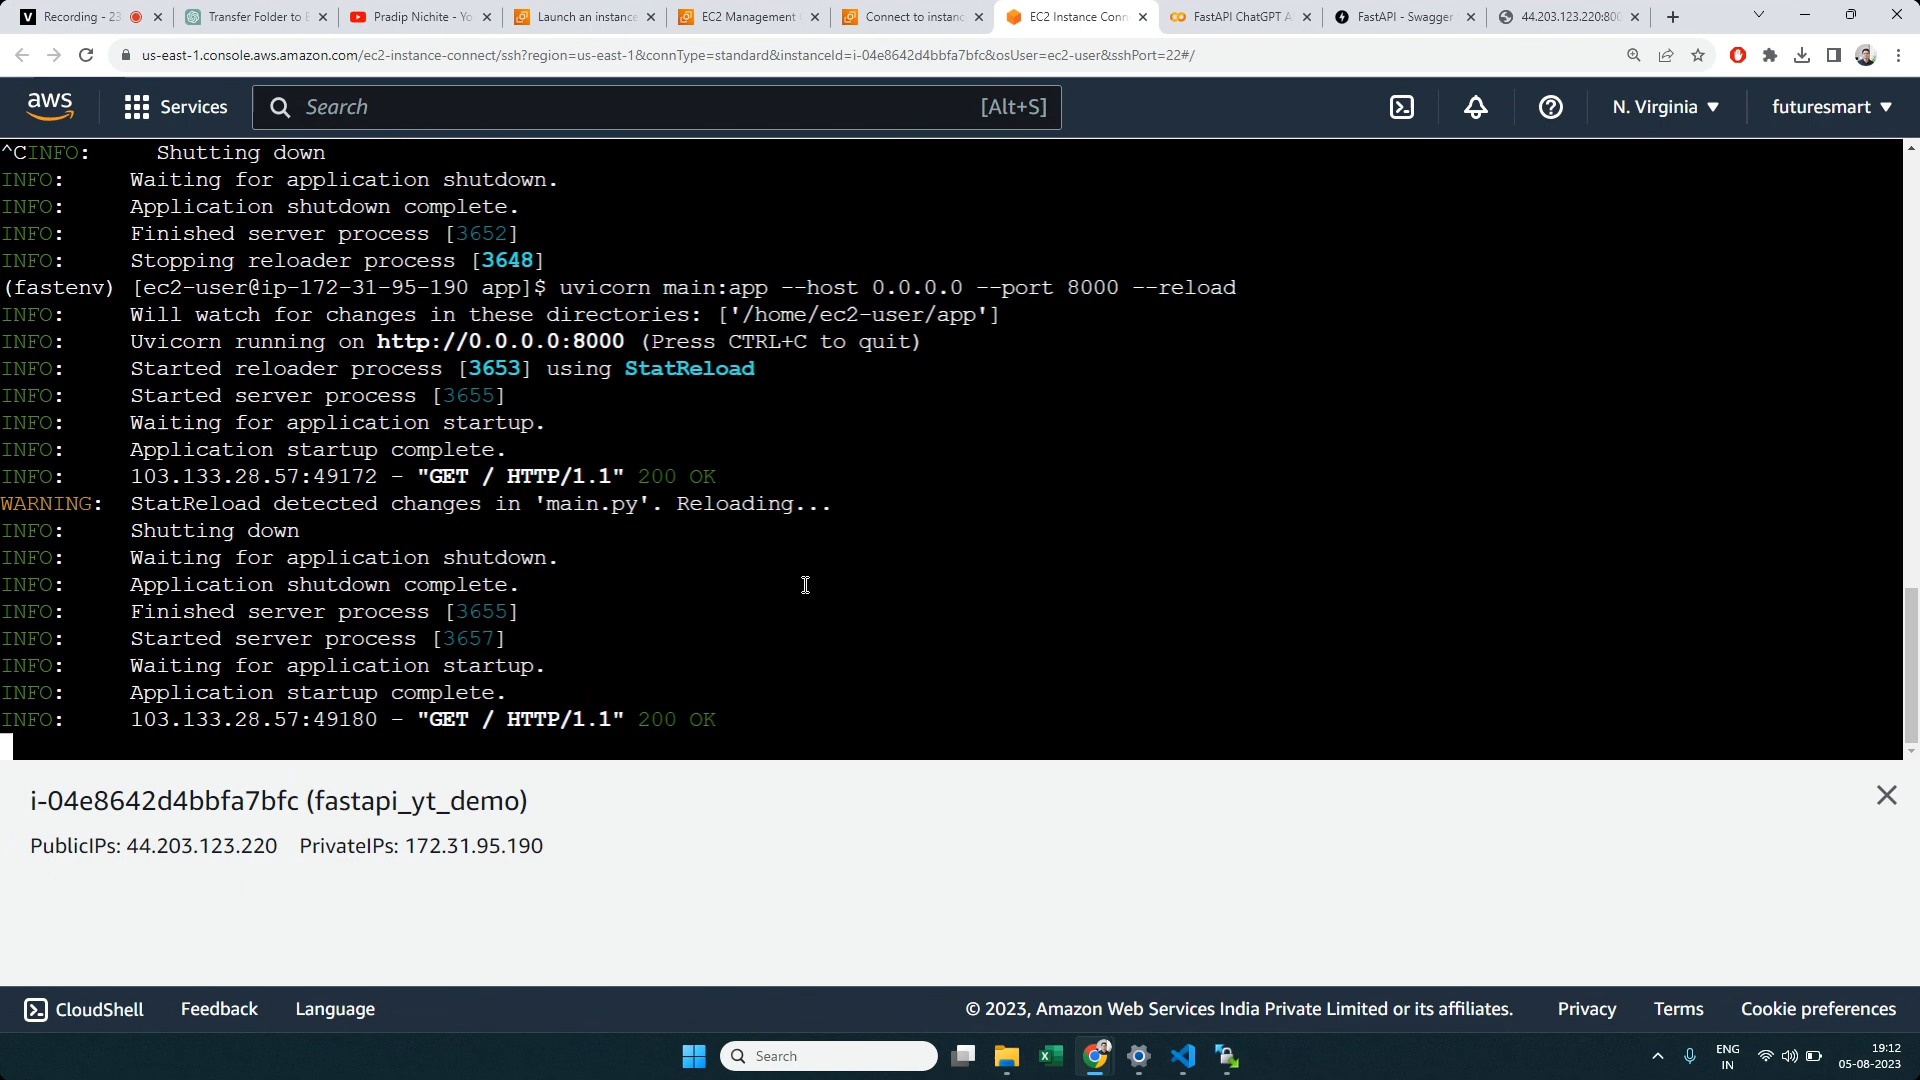 Recording - 23
Transfer Folder to E
Pradip Nichite - Yo
Launch an instance
EC2 Management
Connect to instanc
EC2 Instance Conn
FastAPI ChatGPT A
FastAPI - Swagger
44.203.123.220:800
us-east-1.console.aws.amazon.com/ec2-instance-connect/ssh?region=us-east-1&connType=standard&instanceId=i-04e8642d4bbfa7bfc&osUser=ec2-user&sshPort=22#/
aws Services Search [Alt+S] N. Virginia ▼ futuresmart ▼
^CINFO:     Shutting down
INFO:     Waiting for application shutdown.
INFO:     Application shutdown complete.
INFO:     Finished server process [3652]
INFO:     Stopping reloader process [3648]
(fastenv) [ec2-user@ip-172-31-95-190 app]$ uvicorn main:app --host 0.0.0.0 --port 8000 --reload
INFO:     Will watch for changes in these directories: ['/home/ec2-user/app']
INFO:     Uvicorn running on http://0.0.0.0:8000 (Press CTRL+C to quit)
INFO:     Started reloader process [3653] using StatReload
INFO:     Started server process [3655]
INFO:     Waiting for application startup.
INFO:     Application startup complete.
INFO:     103.133.28.57:49172 - "GET / HTTP/1.1" 200 OK
WARNING:  StatReload detected changes in 'main.py'. Reloading...
INFO:     Shutting down
INFO:     Waiting for application shutdown.
INFO:     Application shutdown complete.
INFO:     Finished server process [3655]
INFO:     Started server process [3657]
INFO:     Waiting for application startup.
INFO:     Application startup complete.
INFO:     103.133.28.57:49180 - "GET / HTTP/1.1" 200 OK
i-04e8642d4bbfa7bfc (fastapi_yt_demo)
PublicIPs: 44.203.123.220 PrivateIPs: 172.31.95.190
CloudShell Feedback Language © 2023, Amazon Web Services India Private Limited or its affiliates. Privacy Terms Cookie preferences
Search
ENG
IN
19:12
05-08-2023